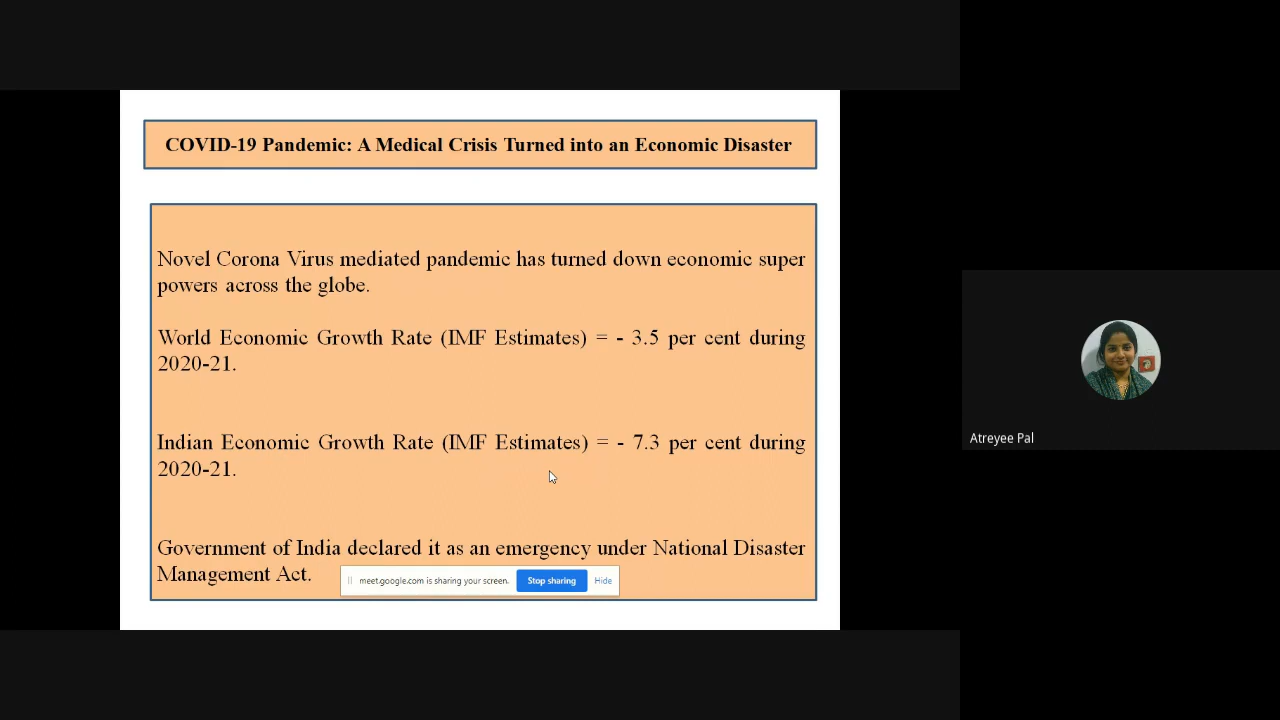 COVID-19 Pandemic: A Medical Crisis Turned into an Economic Disaster
Novel Corona Virus mediated pandemic has turned down economic super
powers across the globe.
World Economic Growth Rate (IMF Estimates) = - 3.5 per cent during
2020-21.
Indian Economic Growth Rate (IMF Estimates) = - 7.3 per cent during
2020-21.
Government of India declared it as an emergency under National Disaster
Management Act.
meet.google.com is sharing your screen. Stop sharing Hide
Atreyee Pal